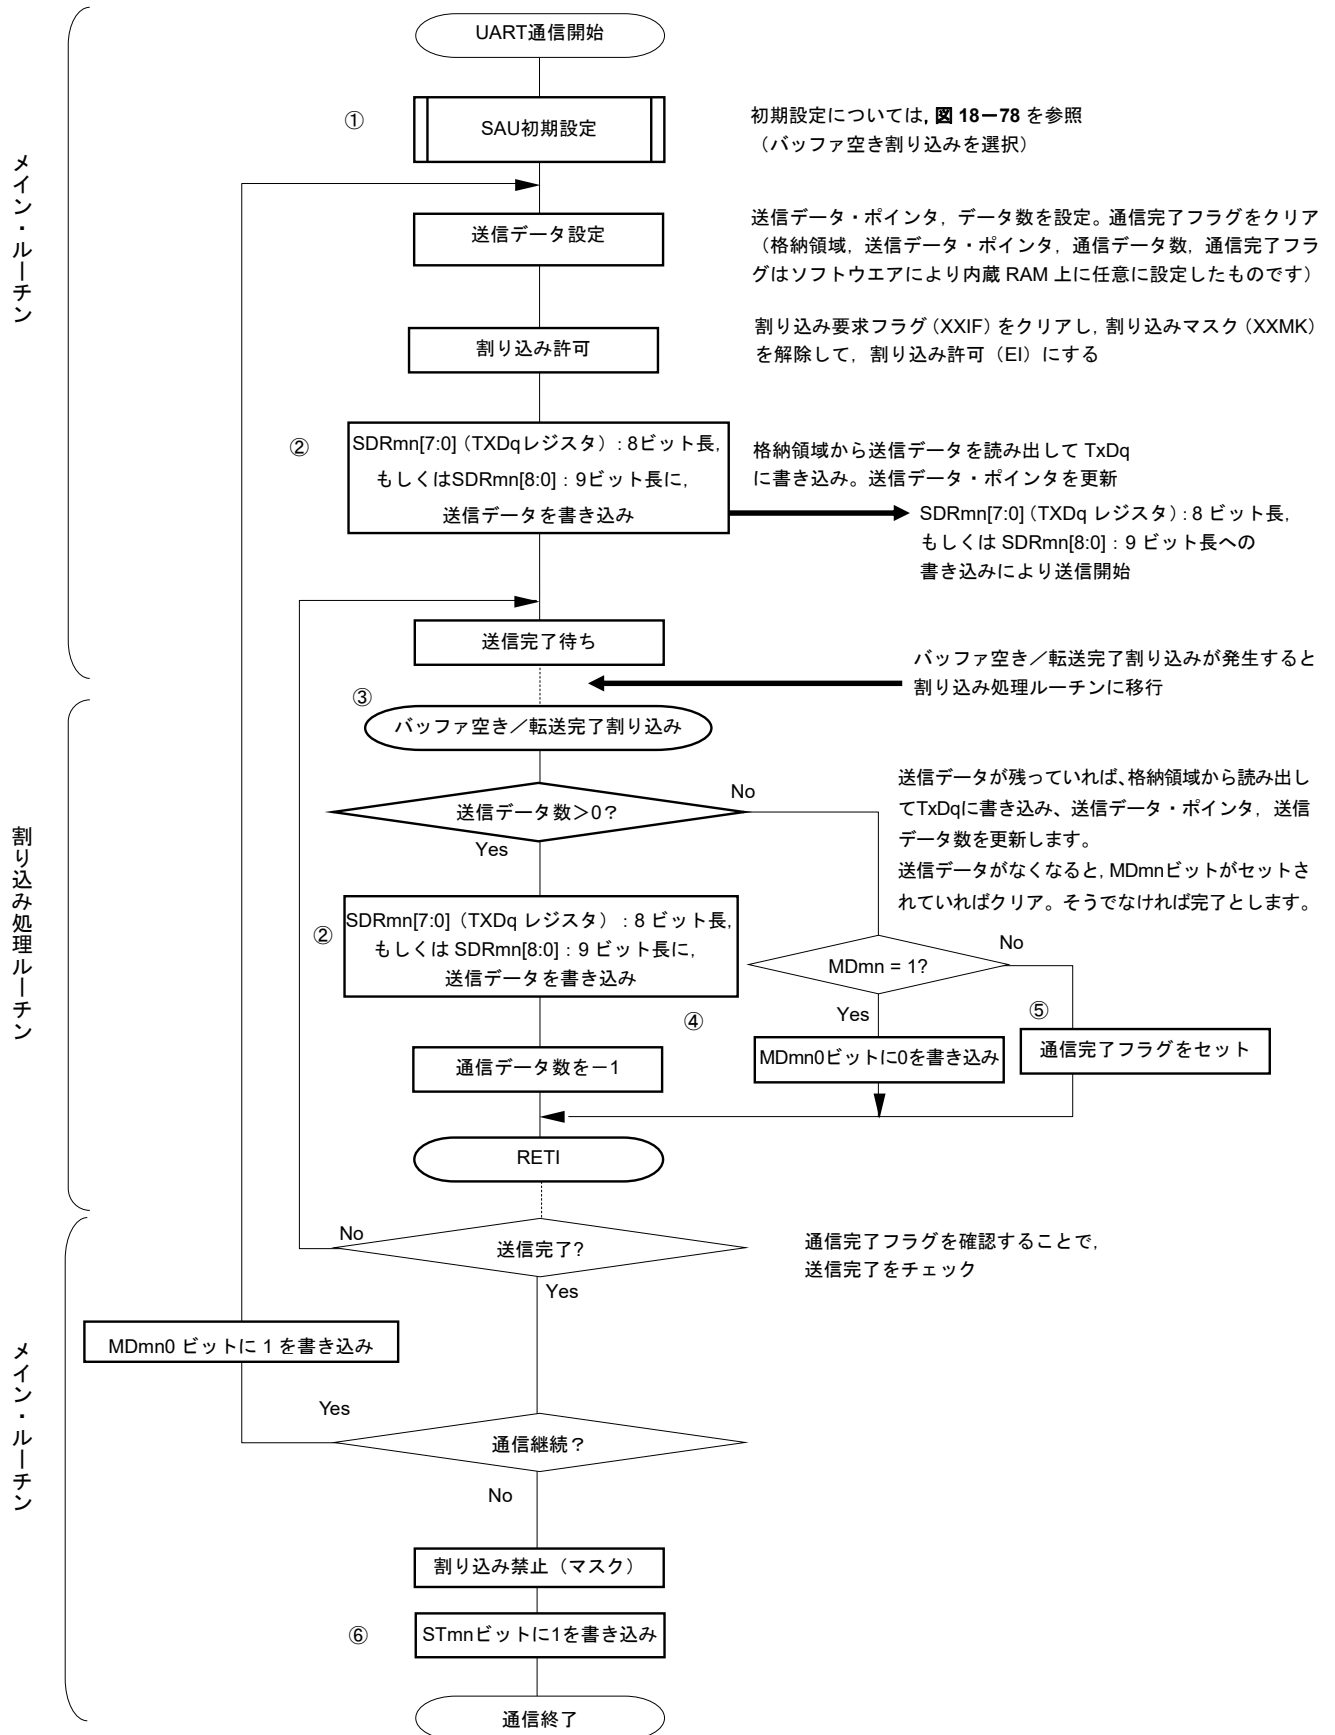 UART通信開始
①
SAU初期設定
初期設定については, 図 18－78 を参照
（バッファ空き割り込みを選択）
メイン・ルーチン
送信データ設定
送信データ・ポインタ，データ数を設定。通信完了フラグをクリア
（格納領域，送信データ・ポインタ，通信データ数，通信完了フラ
グはソフトウエアにより内蔵 RAM 上に任意に設定したものです）
割り込み許可
割り込み要求フラグ（XXIF）をクリアし, 割り込みマスク（XXMK）
を解除して，割り込み許可（EI）にする
②
SDRmn[7:0]（TXDqレジスタ）: 8ビット長,
もしくはSDRmn[8:0]：9ビット長に,
送信データを書き込み
格納領域から送信データを読み出して TxDq
に書き込み。送信データ・ポインタを更新
SDRmn[7:0]（TXDq レジスタ）: 8 ビット長,
もしくは SDRmn[8:0]：9 ビット長への
書き込みにより送信開始
送信完了待ち
バッファ空き／転送完了割り込みが発生すると
割り込み処理ルーチンに移行
③
バッファ空き／転送完了割り込み
割り込み処理ルーチン
送信データ数＞0？
No
Yes
送信データが残っていれば、格納領域から読み出し
てTxDqに書き込み、送信データ・ポインタ，送信
データ数を更新します。
送信データがなくなると, MDmnビットがセットさ
れていればクリア。そうでなければ完了とします。
②
SDRmn[7:0]（TXDq レジスタ）: 8 ビット長,
もしくは SDRmn[8:0]：9 ビット長に,
送信データを書き込み
MDmn = 1?
No
Yes
④
⑤
通信データ数を－1
MDmn0ビットに0を書き込み
通信完了フラグをセット
RETI
No
送信完了?
Yes
通信完了フラグを確認することで,
送信完了をチェック
メイン・ルーチン
MDmn0 ビットに 1 を書き込み
Yes
通信継続？
No
割り込み禁止（マスク）
⑥
STmnビットに1を書き込み
通信終了